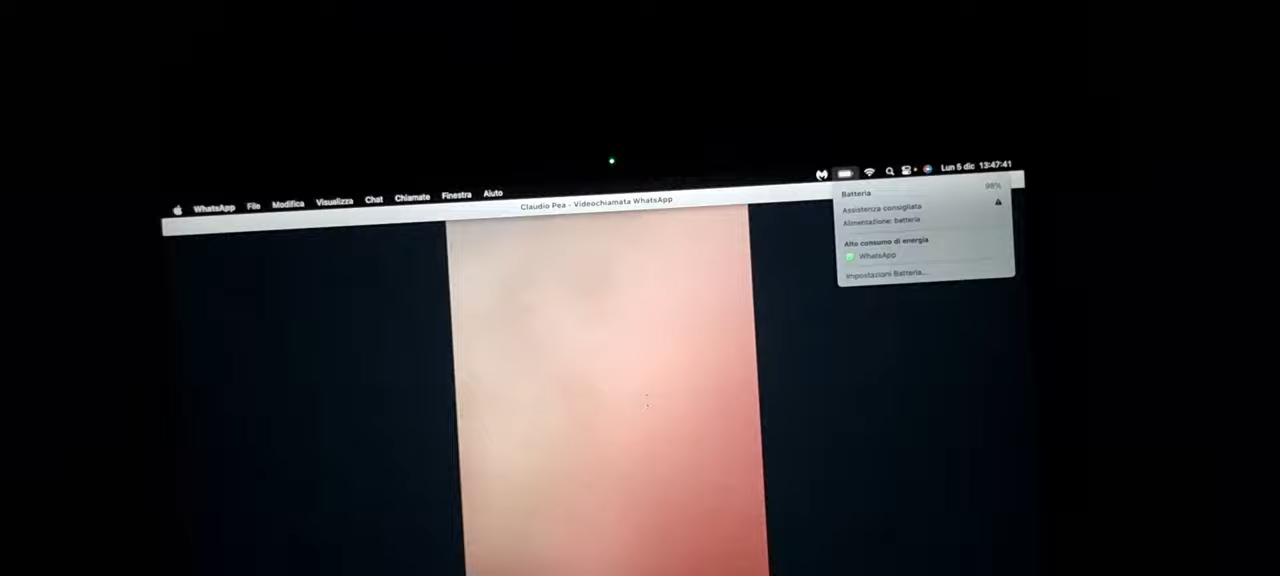 WhatsApp File Modifica Visualizza Chat Chiamate Finestra Aiuto Lun 5 dic 13:47:41
Claudio Pea - Videochiamata WhatsApp
Batteria 98%
Assistenza consigliata
Alimentazione: batteria
Alto consumo di energia
WhatsApp
Impostazioni Batteria...